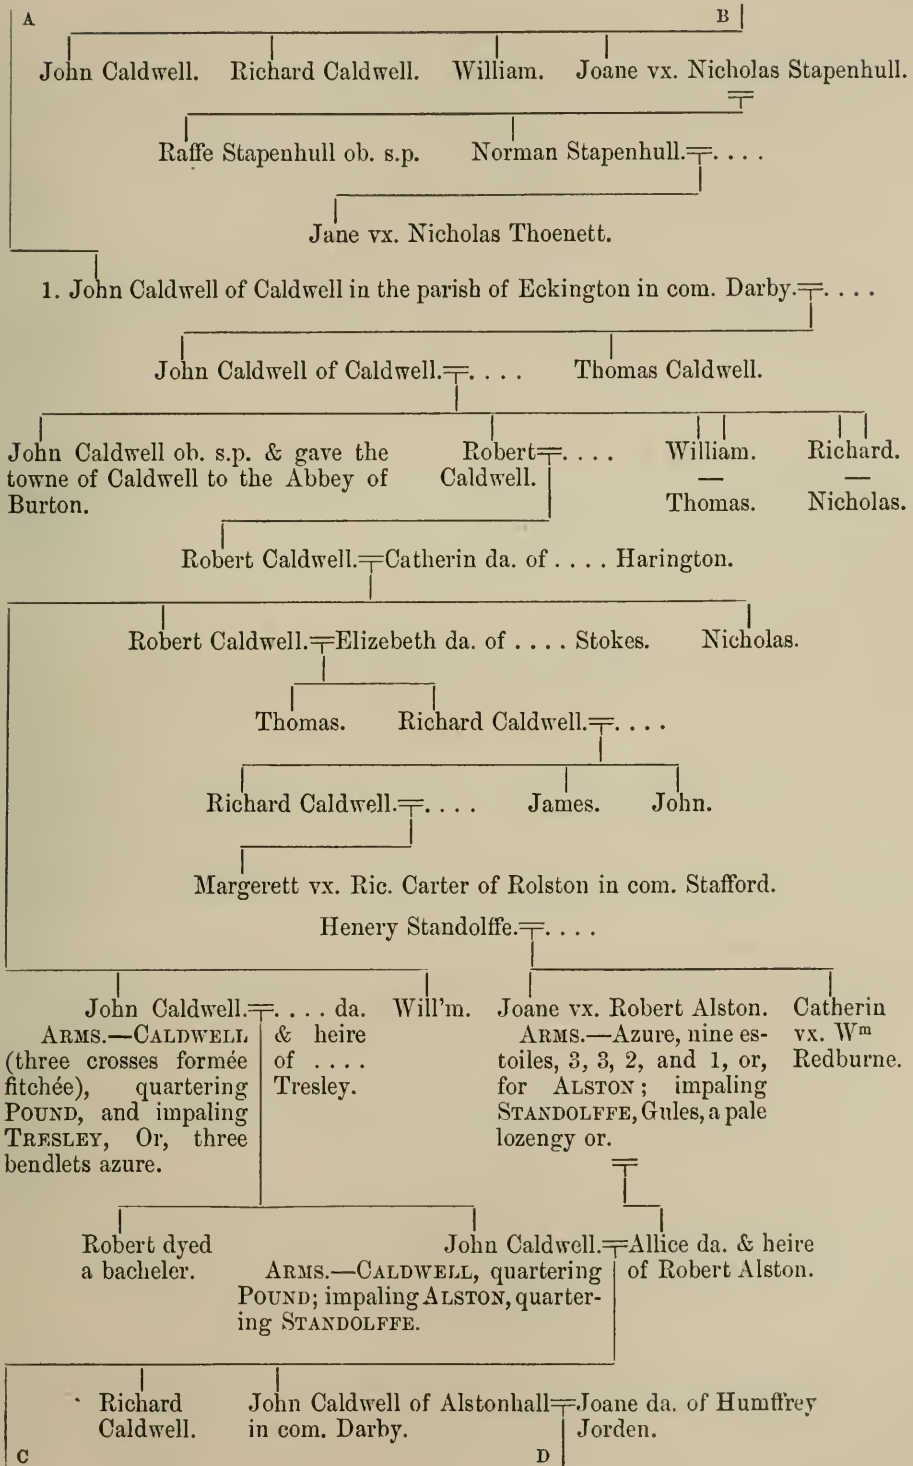 A B
John Caldwell. Richard Caldwell. William. Joane vx. Nicholas Stapenhull.
Raffe Stapenhull ob. s.p. Norman Stapenhull.╤. . . .
Jane vx. Nicholas Thoenett.
1. John Caldwell of Caldwell in the parish of Eckington in com. Darby.╤. . . .
John Caldwell of Caldwell.╤. . . . Thomas Caldwell.
John Caldwell ob. s.p. & gave the
towne of Caldwell to the Abbey of
Burton.
Robert╤. . . .
Caldwell.
William.
—
Thomas.
Richard.
—
Nicholas.
Robert Caldwell.╤Catherin da. of . . . . Harington.
Robert Caldwell.╤Elizebeth da. of . . . . Stokes. Nicholas.
Thomas. Richard Caldwell.╤. . . .
Richard Caldwell.╤. . . . James. John.
Margerett vx. Ric. Carter of Rolston in com. Stafford.
Henery Standolffe.╤. . . .
John Caldwell.╤
ARMS.—CALDWELL
(three crosses formée
fitchée), quartering
POUND, and impaling
TRESLEY, Or, three
bendlets azure.
. . . . da.
& heire
of . . . .
Tresley.
Will'm.
Joane vx. Robert Alston.
ARMS.—Azure, nine es-
toiles, 3, 3, 2, and 1, or,
for ALSTON; impaling
STANDOLFFE, Gules, a pale
lozengy or.
Catherin
vx. Wm
Redburne.
Robert dyed
a bacheler.
John Caldwell.╤
ARMS.—CALDWELL, quartering
POUND; impaling ALSTON, quarter-
ing STANDOLFFE.
Allice da. & heire
of Robert Alston.
Richard
Caldwell.
John Caldwell of Alstonhall╤
in com. Darby.
Joane da. of Humffrey
Jorden.
C D